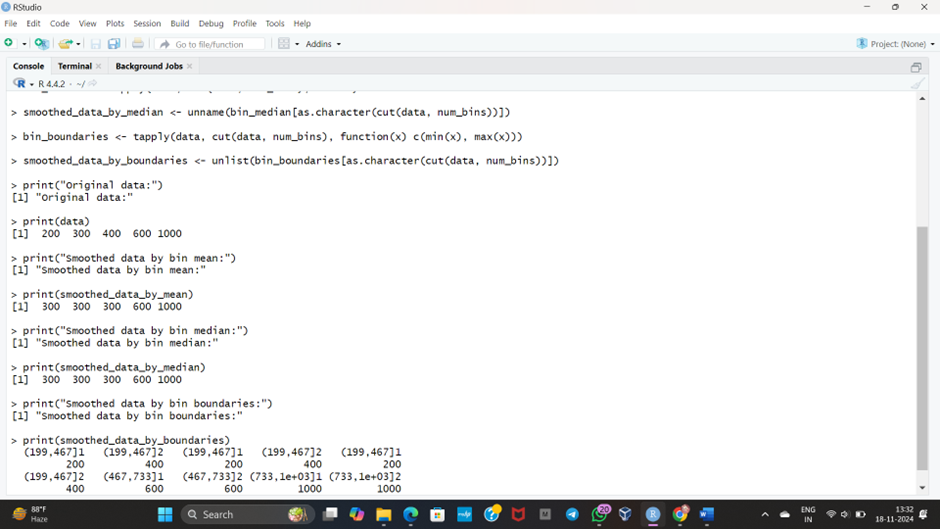 RStudio
File Edit Code View Plots Session Build Debug Profile Tools Help
Go to file/function Addins Project: (None)
Console Terminal Background Jobs
R 4.4.2 · ~/
> smoothed_data_by_median <- unname(bin_median[as.character(cut(data, num_bins))])
> bin_boundaries <- tapply(data, cut(data, num_bins), function(x) c(min(x), max(x)))
> smoothed_data_by_boundaries <- unlist(bin_boundaries[as.character(cut(data, num_bins))])
> print("Original data:")
[1] "Original data:"
> print(data)
[1] 200 300 400 600 1000
> print("Smoothed data by bin mean:")
[1] "Smoothed data by bin mean:"
> print(smoothed_data_by_mean)
[1] 300 300 300 600 1000
> print("Smoothed data by bin median:")
[1] "Smoothed data by bin median:"
> print(smoothed_data_by_median)
[1] 300 300 300 600 1000
> print("Smoothed data by bin boundaries:")
[1] "Smoothed data by bin boundaries:"
> print(smoothed_data_by_boundaries)
(199,467]1 (199,467]2 (199,467]1 (199,467]2 (199,467]1
200 400 200 400 200
(199,467]2 (467,733]1 (467,733]2 (733,1e+03]1 (733,1e+03]2
400 600 600 1000 1000
88°F
Haze
Search
20
ENG
IN
13:32
18-11-2024